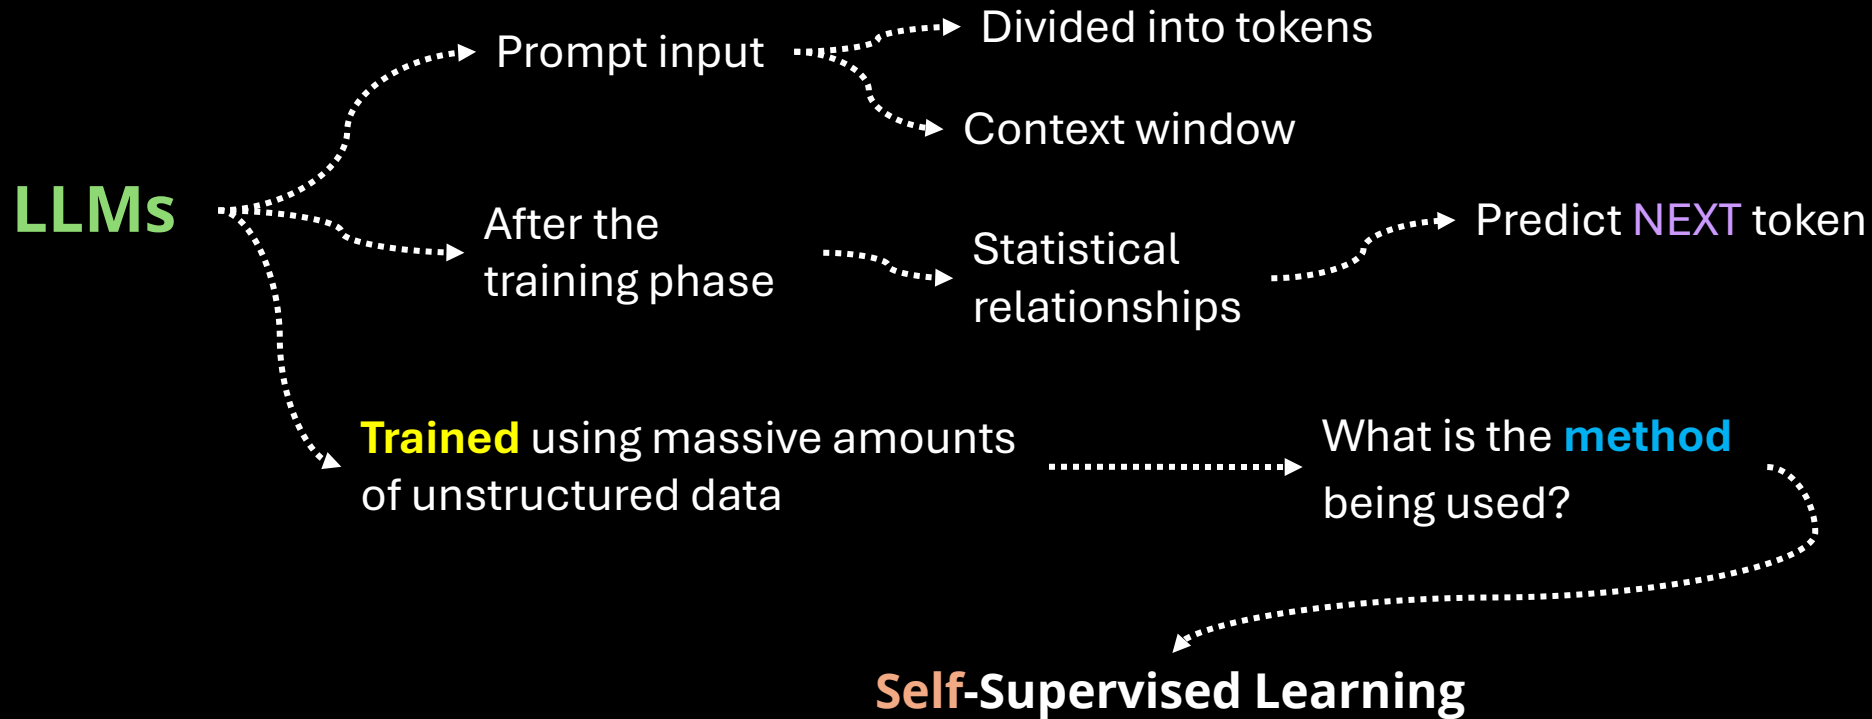 LLMs
Prompt input
Divided into tokens
Context window
After the
training phase
Statistical
relationships
Predict NEXT token
Trained using massive amounts
of unstructured data
What is the method
being used?
Self-Supervised Learning